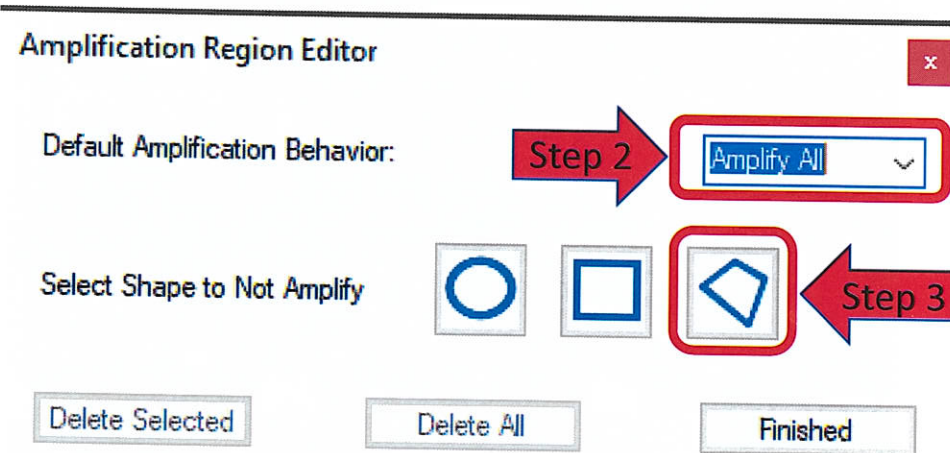 Amplification Region Editor
x
Default Amplification Behavior:
Step 2
Amplify All
Select Shape to Not Amplify
Step 3
Delete Selected
Delete All
Finished